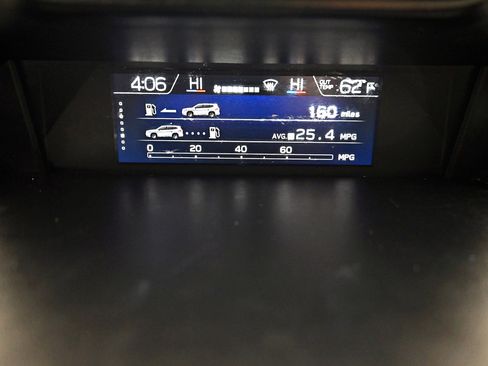 4:06 HI HI OUT TEMP 62 F
160 miles
AVG. 25.4 MPG
0 20 40 60 MPG